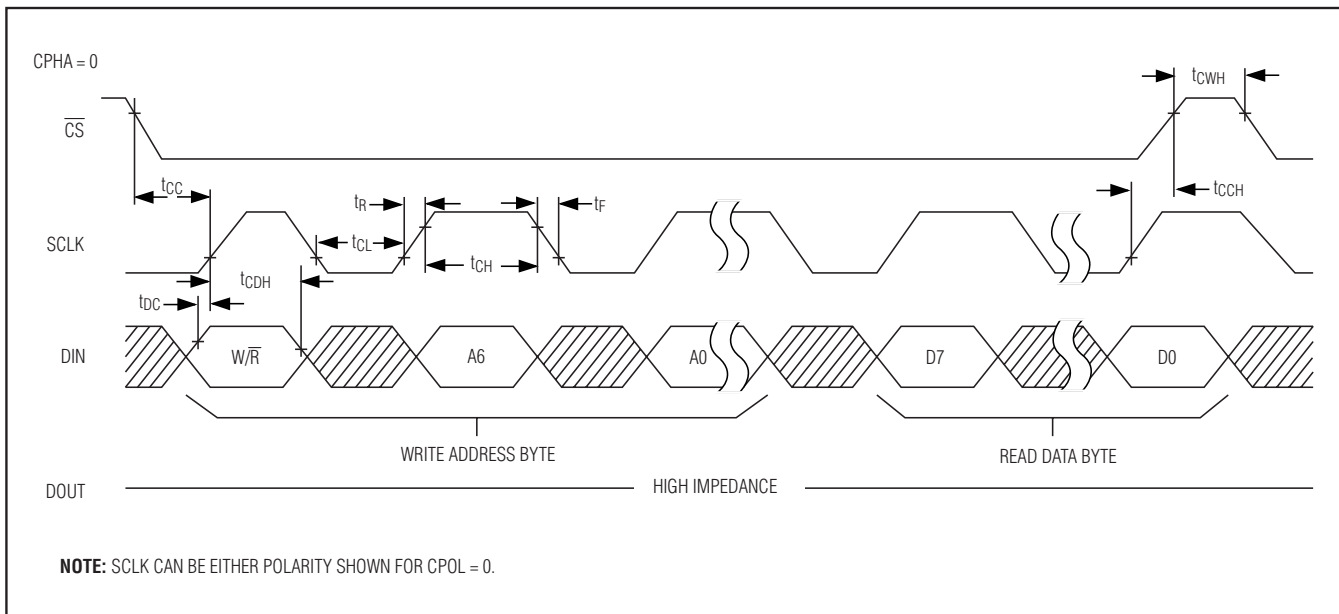 CPHA = 0
tCWH
CS
tCC
tCCH
tR
tF
SCLK
tCL
tCH
tCDH
tDC
DIN
W/R
A6
A0
D7
D0
WRITE ADDRESS BYTE
READ DATA BYTE
DOUT
HIGH IMPEDANCE
NOTE: SCLK CAN BE EITHER POLARITY SHOWN FOR CPOL = 0.